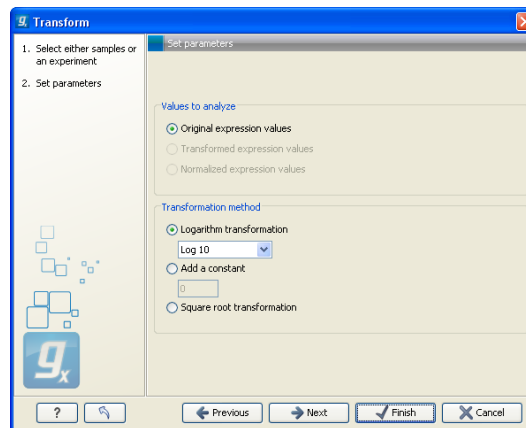 Transform
1. Select either samples or
an experiment
2. Set parameters
Set parameters
Values to analyze
Original expression values
Transformed expression values
Normalized expression values
Transformation method
Logarithm transformation
Log 10
Add a constant
0
Square root transformation
gx
?
Previous
Next
Finish
Cancel